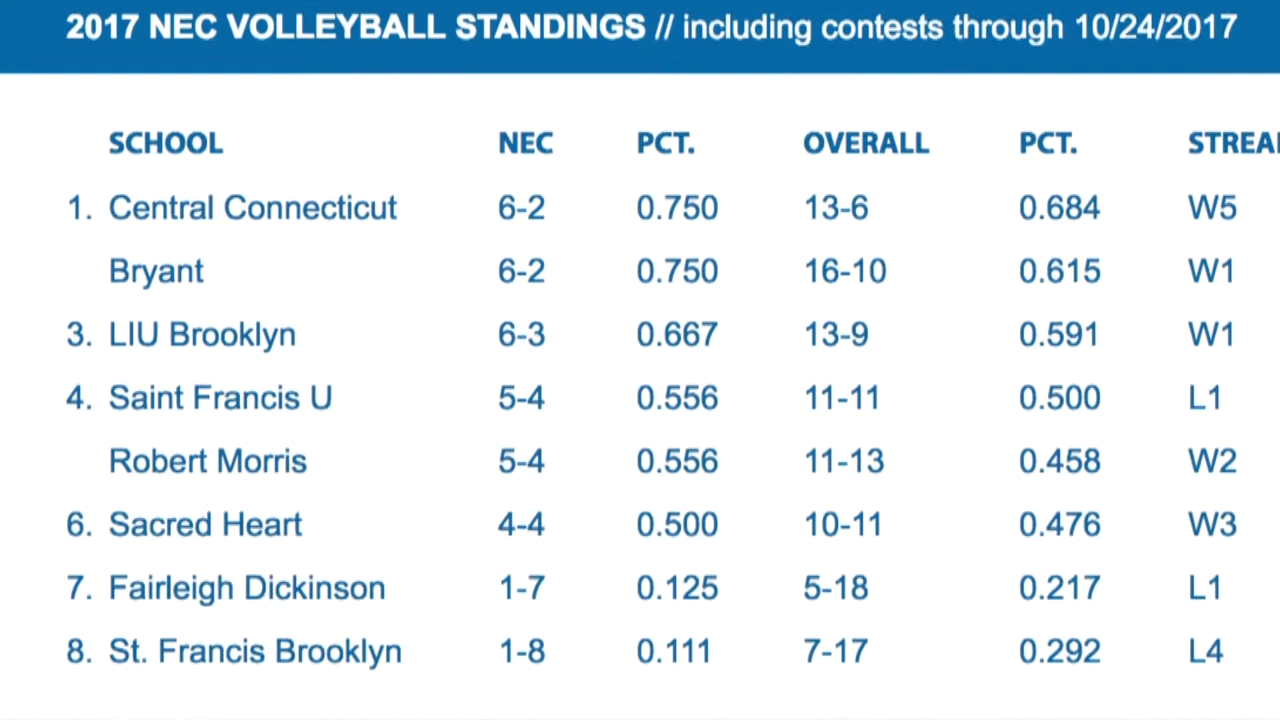 2017 NEC VOLLEYBALL STANDINGS // including contests through 10/24/2017
SCHOOL NEC PCT. OVERALL PCT. STREA
1. Central Connecticut 6-2 0.750 13-6 0.684 W5
Bryant 6-2 0.750 16-10 0.615 W1
3. LIU Brooklyn 6-3 0.667 13-9 0.591 W1
4. Saint Francis U 5-4 0.556 11-11 0.500 L1
Robert Morris 5-4 0.556 11-13 0.458 W2
6. Sacred Heart 4-4 0.500 10-11 0.476 W3
7. Fairleigh Dickinson 1-7 0.125 5-18 0.217 L1
8. St. Francis Brooklyn 1-8 0.111 7-17 0.292 L4